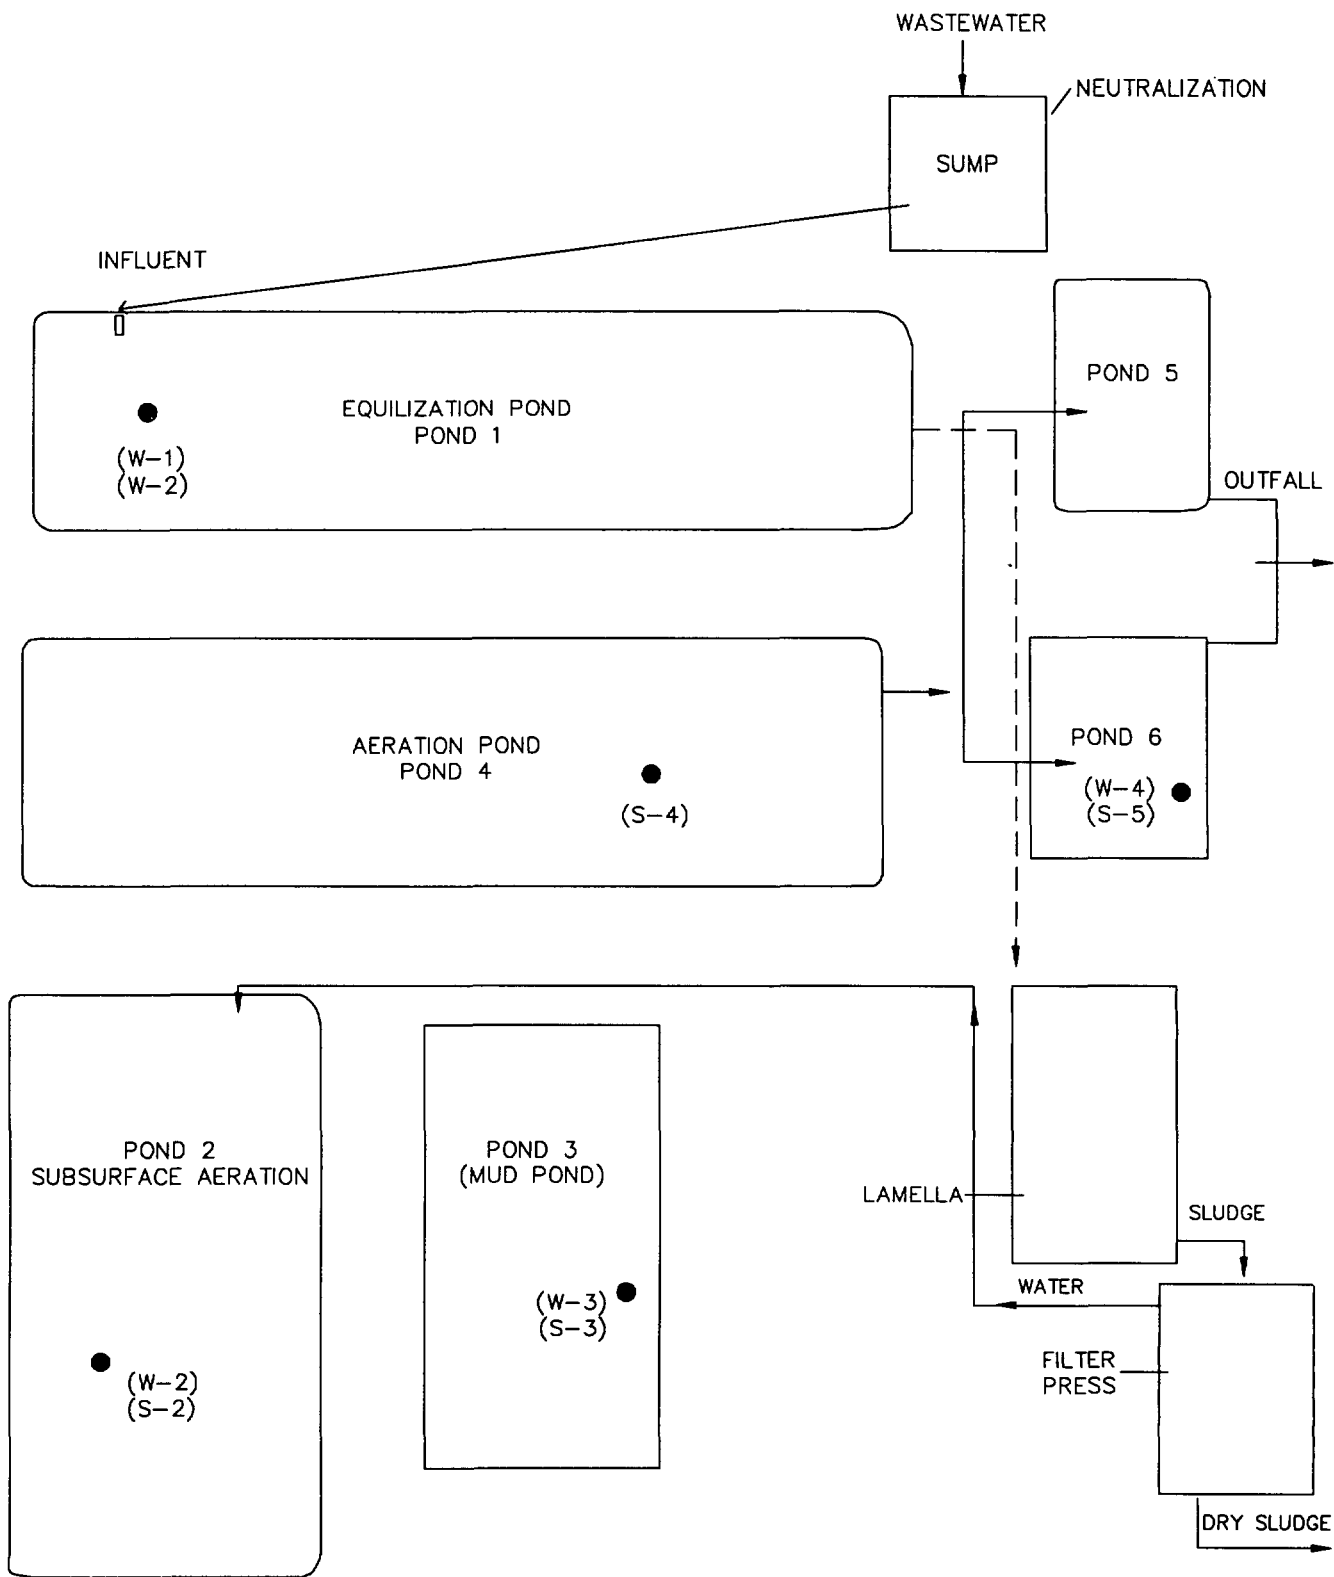 WASTEWATER
NEUTRALIZATION
SUMP
INFLUENT
EQUILIZATION POND
POND 1
(W-1)
(W-2)
POND 5
OUTFALL
AERATION POND
POND 4
(S-4)
POND 6
(W-4)
(S-5)
POND 2
SUBSURFACE AERATION
(W-2)
(S-2)
POND 3
(MUD POND)
(W-3)
(S-3)
LAMELLA
SLUDGE
WATER
FILTER
PRESS
DRY SLUDGE